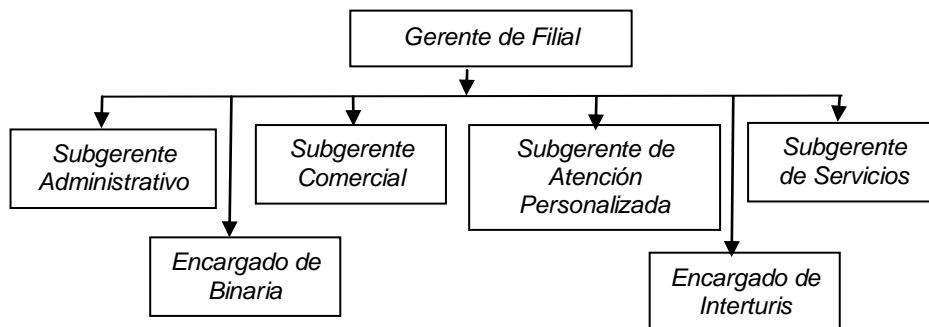 Gerente de Filial
Subgerente
Administrativo
Subgerente
Comercial
Subgerente de
Atención
Personalizada
Subgerente
de Servicios
Encargado de
Binaria
Encargado de
Interturis